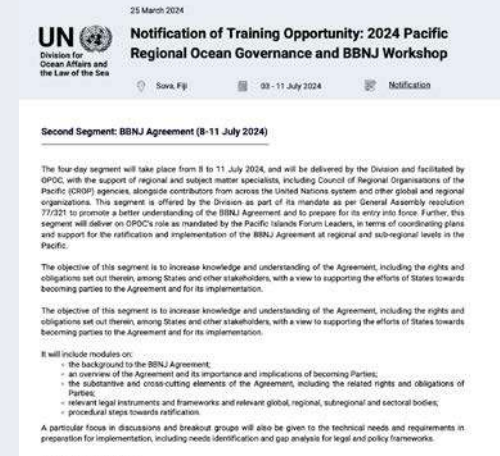 25 March 2024
UN
Division for
Ocean Affairs and
the Law of the Sea
Notification of Training Opportunity: 2024 Pacific
Regional Ocean Governance and BBNJ Workshop
Suva, Fiji
03 - 11 July 2024
Notification
Second Segment: BBNJ Agreement (8-11 July 2024)
The four-day segment will take place from 8 to 11 July 2024, and will be delivered by the Division and facilitated by
OPOC, with the support of regional and subject matter specialists, including Council of Regional Organisations of the
Pacific (CROP) agencies, alongside contributors from across the United Nations system and other global and regional
organizations. This segment is offered by the Division as part of its mandate as per General Assembly resolution
77/321 to promote a better understanding of the BBNJ Agreement and to prepare for its entry into force. Further, this
segment will deliver on OPOC's role as mandated by the Pacific Islands Forum Leaders, in terms of coordinating plans
and support for the ratification and implementation of the BBNJ Agreement at regional and sub-regional levels in the
Pacific.
The objective of this segment is to increase knowledge and understanding of the Agreement, including the rights and
obligations set out therein, among States and other stakeholders, with a view to supporting the efforts of States towards
becoming parties to the Agreement and for its implementation.
The objective of this segment is to increase knowledge and understanding of the Agreement, including the rights and
obligations set out therein, among States and other stakeholders, with a view to supporting the efforts of States towards
becoming parties to the Agreement and for its implementation.
It will include modules on:
the background to the BBNJ Agreement;
an overview of the Agreement and its importance and implications of becoming Parties;
the substantive and cross-cutting elements of the Agreement, including the related rights and obligations of
Parties;
relevant legal instruments and frameworks and relevant global, regional, subregional and sectoral bodies;
procedural steps towards ratification.
A particular focus in discussions and breakout groups will also be given to the technical needs and requirements in
preparation for implementation, including needs identification and gap analysis for legal and policy frameworks.